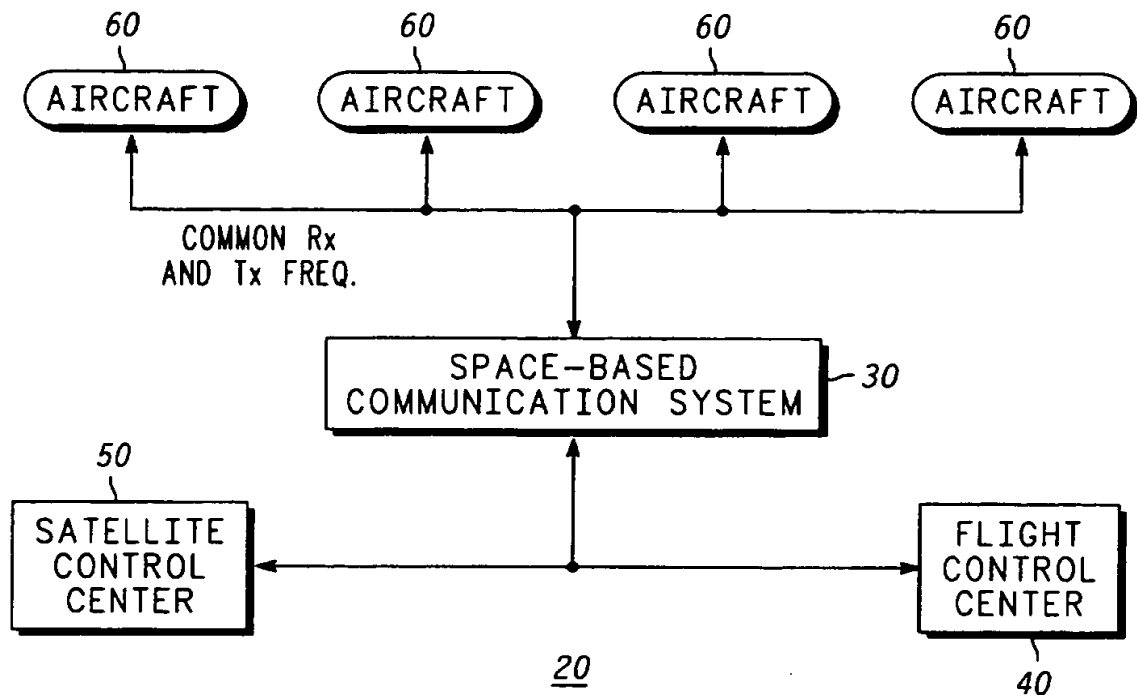 60 60 60 60
AIRCRAFT AIRCRAFT AIRCRAFT AIRCRAFT
COMMON Rx
AND Tx FREQ.
SPACE-BASED
COMMUNICATION SYSTEM
30
50
SATELLITE
CONTROL
CENTER
FLIGHT
CONTROL
CENTER
40
20